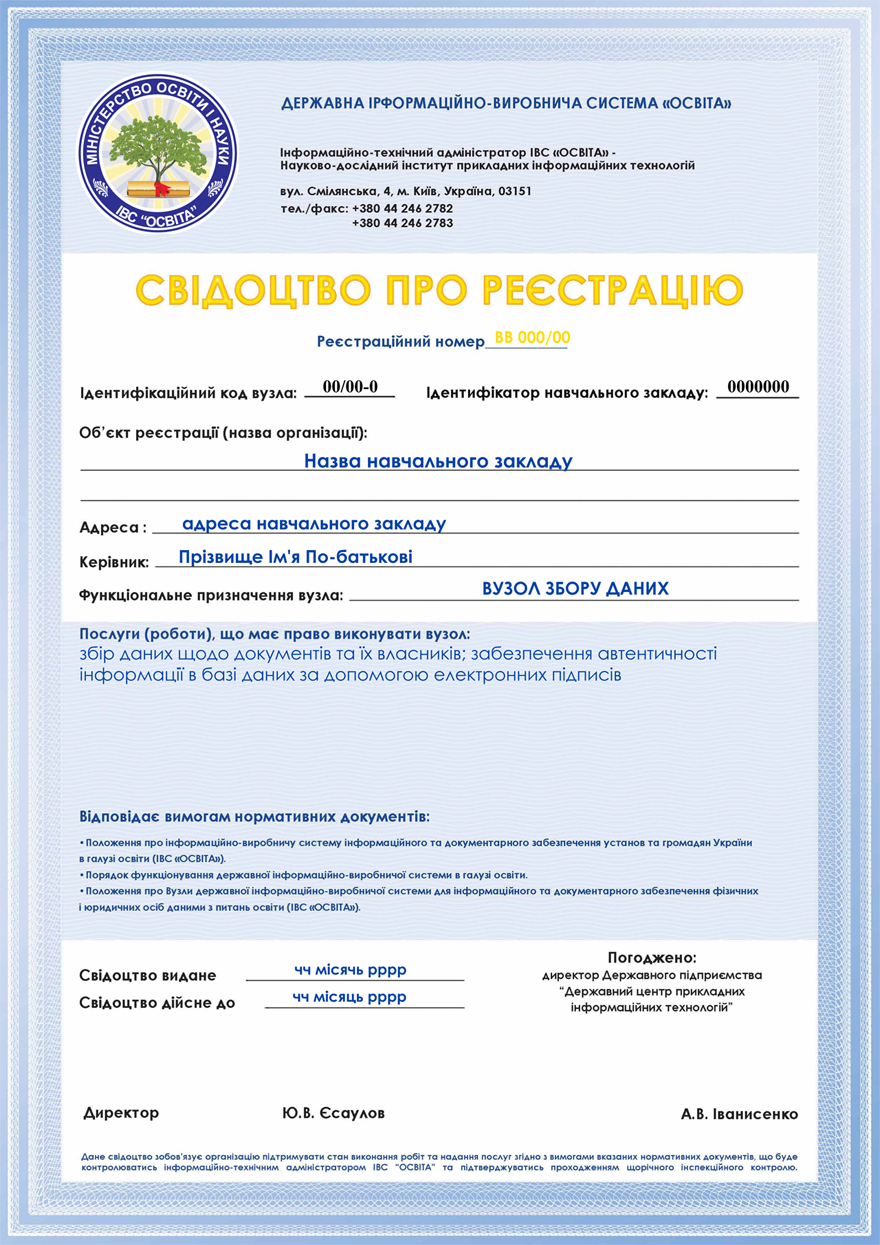 МІНІСТЕРСТВО ОСВІТИ І НАУКИ
ІВС "ОСВІТА"
ДЕРЖАВНА ІРФОРМАЦІЙНО-ВИРОБНИЧА СИСТЕМА «ОСВІТА»
Інформаційно-технічний адміністратор ІВС «ОСВІТА» -
Науково-дослідний інститут прикладних інформаційних технологій
вул. Смілянська, 4, м. Київ, Україна, 03151
тел./факс: +380 44 246 2782
+380 44 246 2783
СВІДОЦТВО ПРО РЕЄСТРАЦІЮ
Реєстраційний номер ВВ 000/00
Ідентифікаційний код вузла: 00/00-0 Ідентифікатор навчального закладу: 0000000
Об'єкт реєстрації (назва організації):
Назва навчального закладу
Адреса : адреса навчального закладу
Керівник: Прізвище Ім'я По-батькові
Функціональне призначення вузла: ВУЗОЛ ЗБОРУ ДАНИХ
Послуги (роботи), що має право виконувати вузол:
збір даних щодо документів та їх власників; забезпечення автентичності
інформації в базі даних за допомогою електронних підписів
Відповідає вимогам нормативних документів:
• Положення про інформаційно-виробничу систему інформаційного та документарного забезпечення установ та громадян України
в галузі освіти (ІВС «ОСВІТА»).
• Порядок функціонування державної інформаційно-виробничої системи в галузі освіти.
• Положення про Вузли державної інформаційно-виробничої системи для інформаційного та документарного забезпечення фізичних
і юридичних осіб даними з питань освіти (ІВС «ОСВІТА»).
Свідоцтво видане чч місячь рррр
Свідоцтво дійсне до чч місяць рррр
Погоджено:
директор Державного підприємства
"Державний центр прикладних
інформаційних технологій"
Директор Ю.В. Єсаулов А.В. Іванисенко
Дане свідоцтво зобов'язує організацію підтримувати стан виконання робіт та надання послуг згідно з вимогами вказаних нормативних документів, що буде
контролюватись інформаційно-технічним адміністратором ІВС "ОСВІТА" та підтверджуватись проходженням щорічного інспекційного контролю.